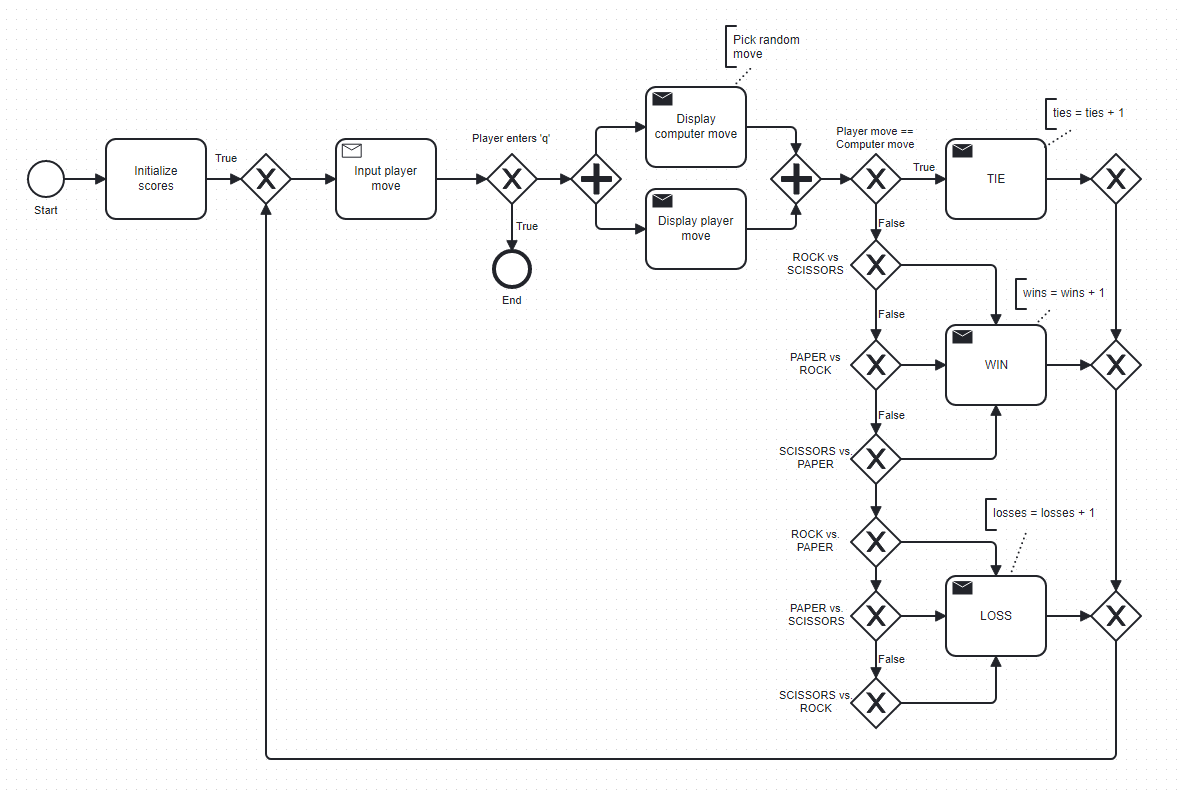 Pick random
move
ties = ties + 1
Display
computer move
Player enters 'q'
Player move ==
Computer move
True
Initialize
scores
Input player
move
True
TIE
Start
True
Display player
move
False
End
ROCK vs
SCISSORS
wins = wins + 1
False
PAPER vs
ROCK
WIN
False
SCISSORS vs.
PAPER
losses = losses + 1
ROCK vs.
PAPER
PAPER vs.
SCISSORS
LOSS
False
SCISSORS vs.
ROCK